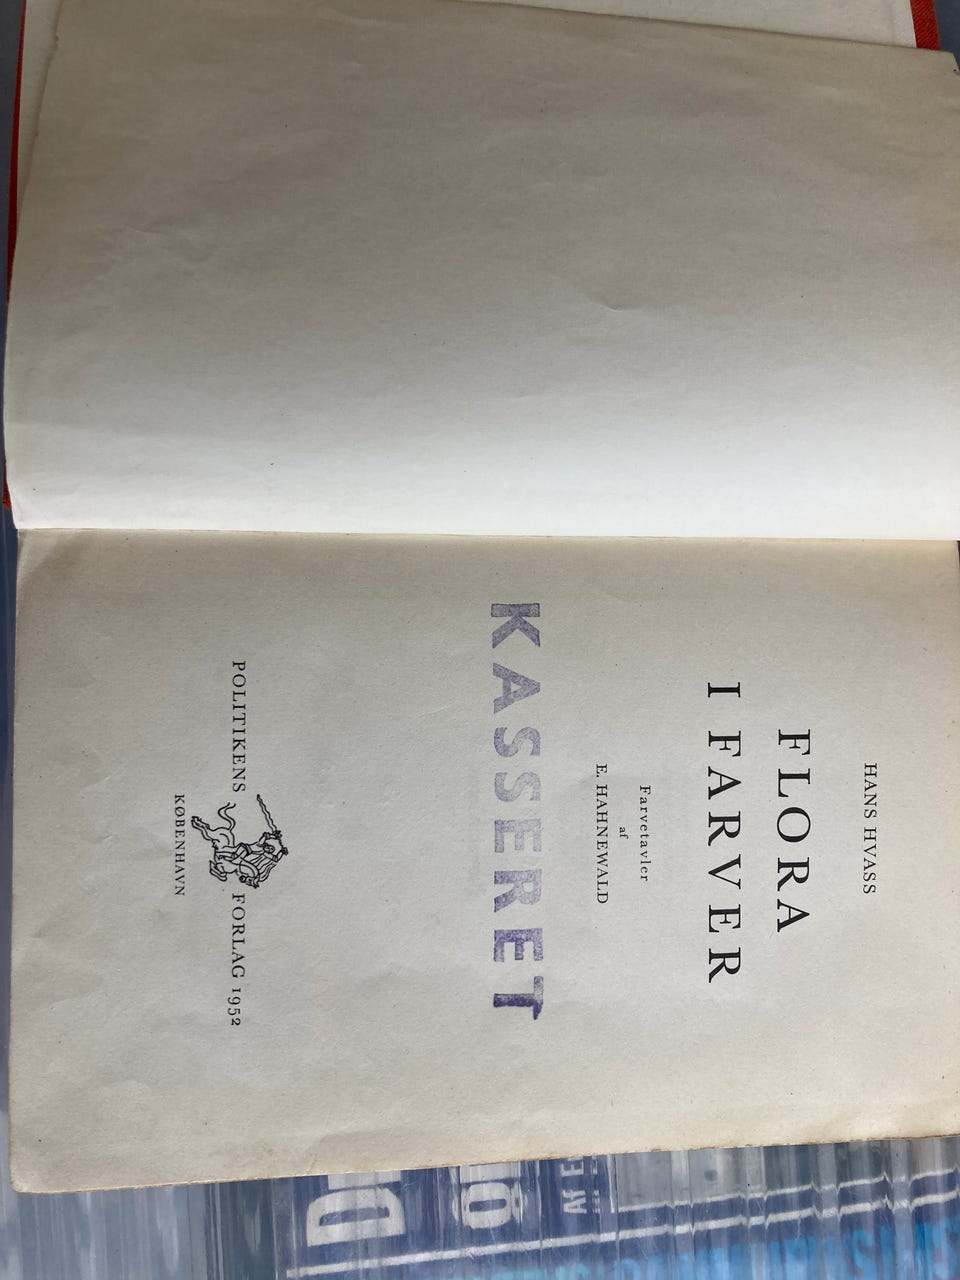 HANS HVASS
FLORA
I FARVER
Farvetavler
af
E. HAHNEWALD
KASSERET
POLITIKENS FORLAG 1952
KØBENHAVN